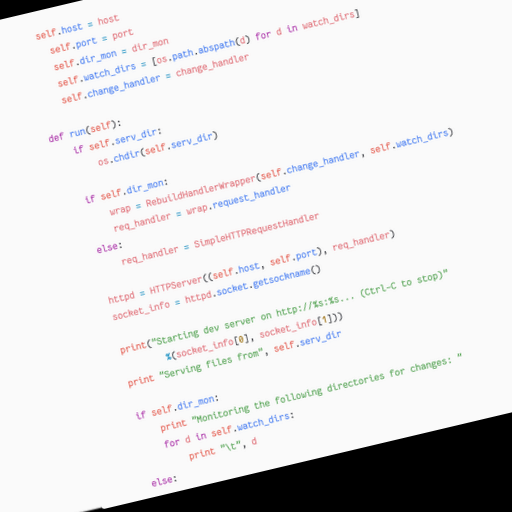 self.host = host
self.port = port
self.dir_mon = dir_mon
self.watch_dirs = [os.path.abspath(d) for d in watch_dirs]
self.change_handler = change_handler
def run(self):
if self.serv_dir:
os.chdir(self.serv_dir)
if self.dir_mon:
wrap = RebuildHandlerWrapper(self.change_handler, self.watch_dirs)
req_handler = wrap.request_handler
else:
req_handler = SimpleHTTPRequestHandler
httpd = HTTPServer((self.host, self.port), req_handler)
socket_info = httpd.socket.getsockname()
print("Starting dev server on http://%s:%s... (Ctrl-C to stop)"
%(socket_info[0], socket_info[1]))
print "Serving files from", self.serv_dir
if self.dir_mon:
print "Monitoring the following directories for changes: "
for d in self.watch_dirs:
print "\t", d
else: